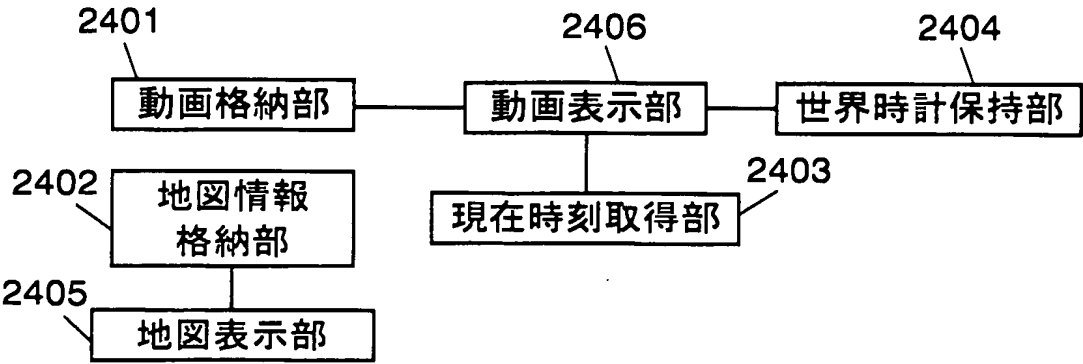 2401
2406
2404
動画格納部
動画表示部
世界時計保持部
2402
地図情報
格納部
2403
現在時刻取得部
2405
地図表示部